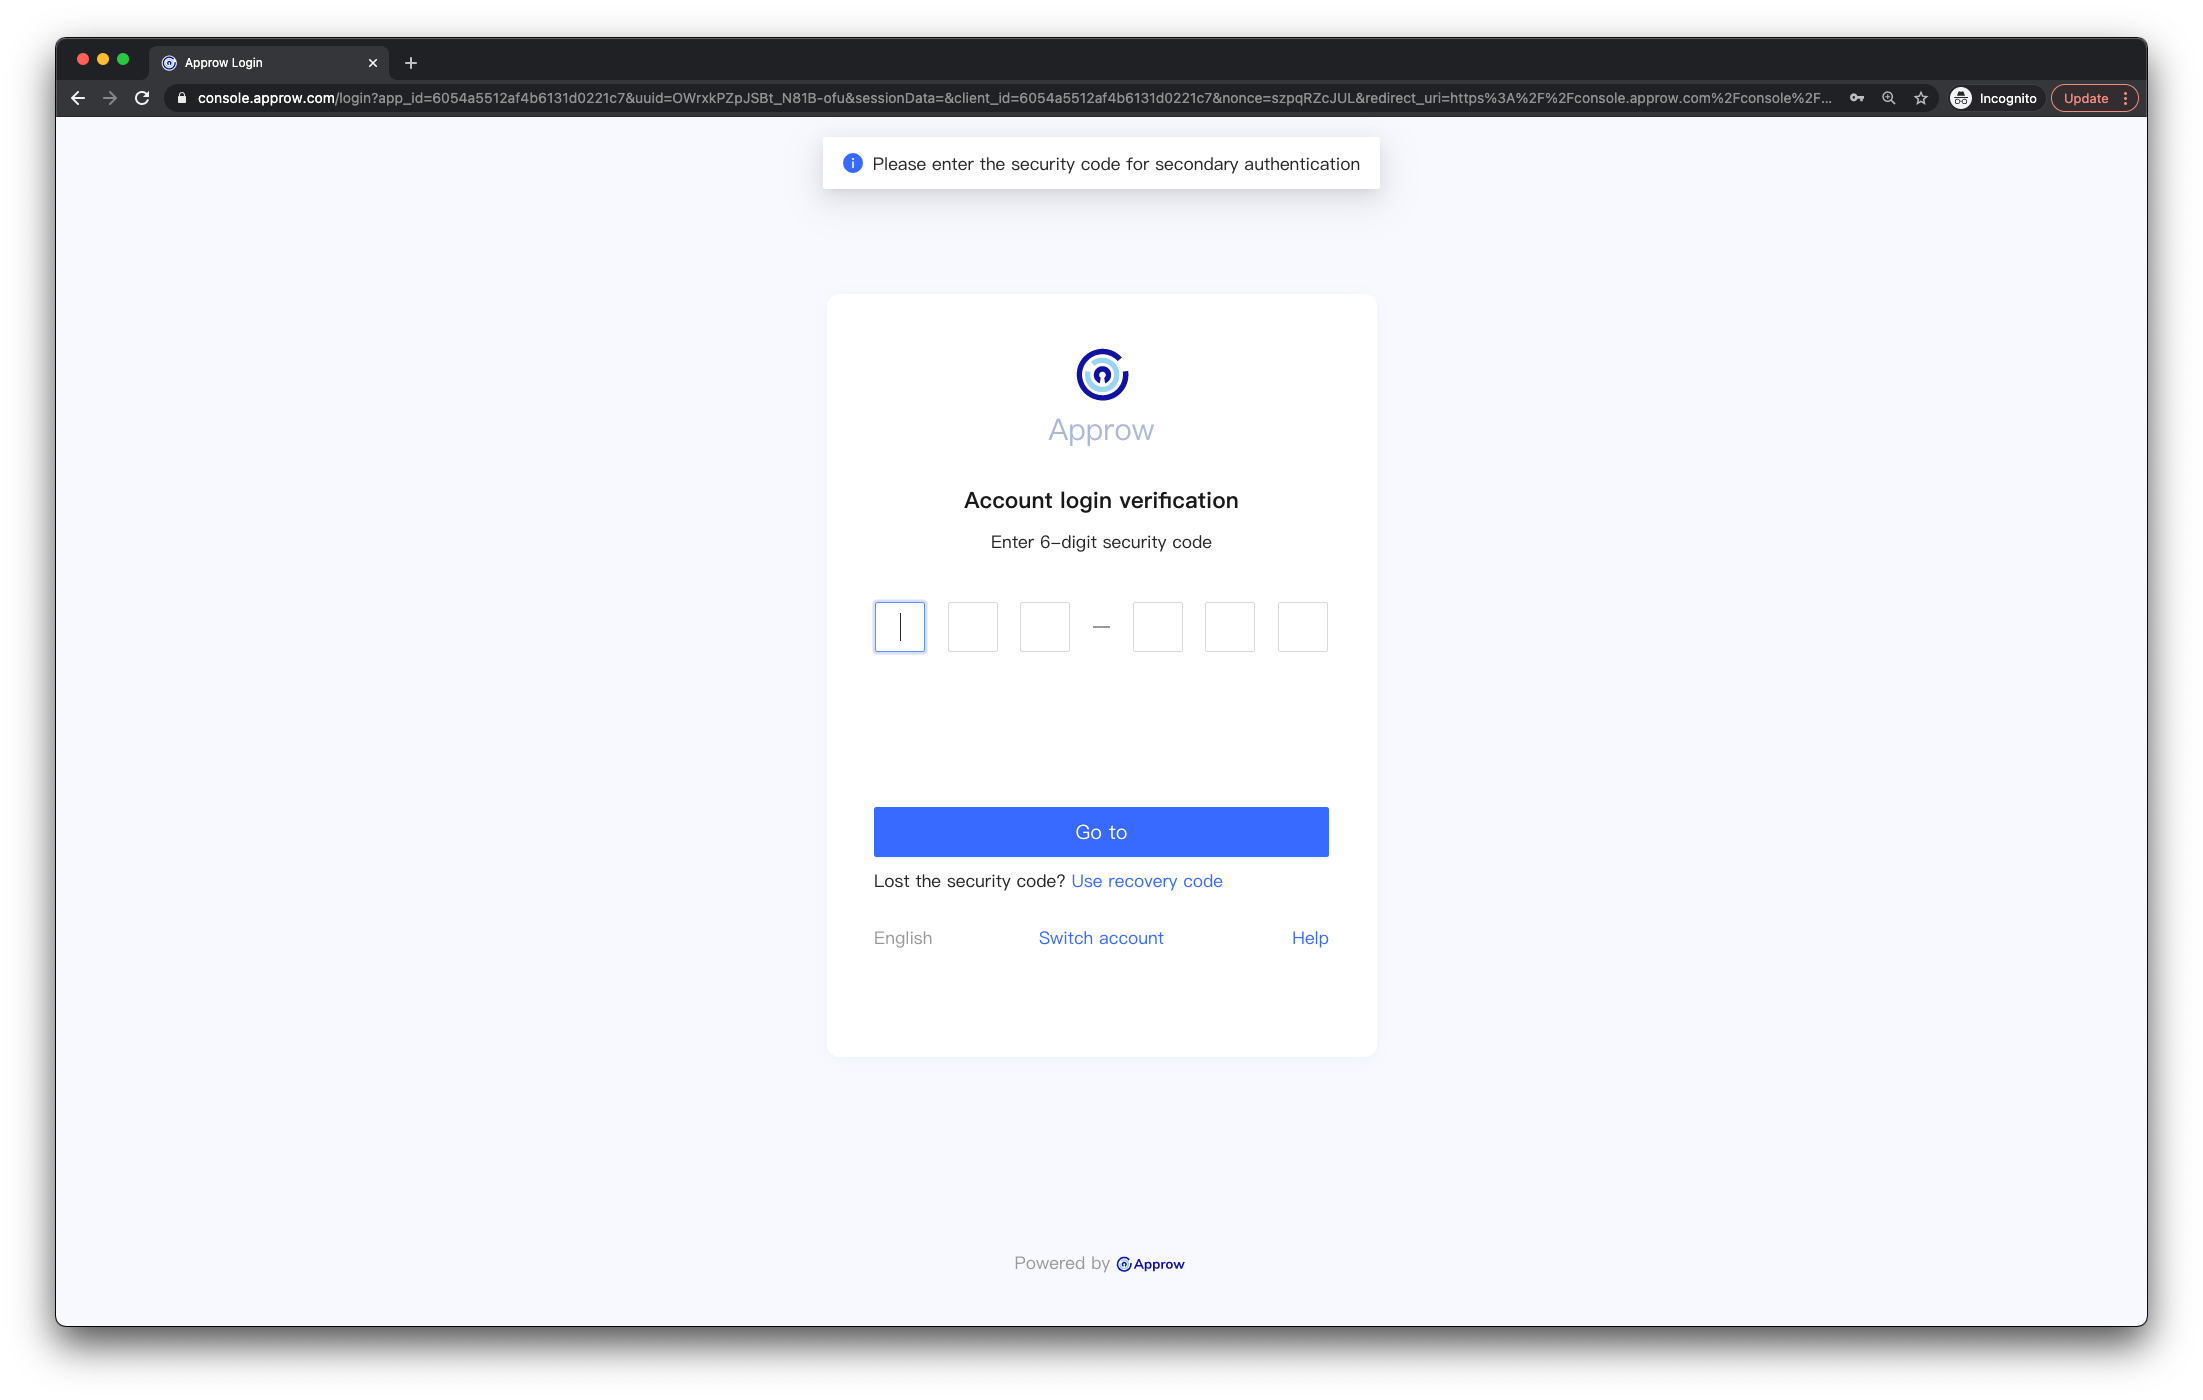 Approw Login
console.approw.com/login?app_id=6054a5512af4b6131d0221c7&uuid=OWrxkPZpJSBt_N81B-ofu&sessionData=&client_id=6054a5512af4b6131d0221c7&nonce=szpqRZcJUL&redirect_uri=https%3A%2F%2Fconsole.approw.com%2Fconsole%2F... Incognito Update
Please enter the security code for secondary authentication
Approw
Account login verification
Enter 6-digit security code
—
Go to
Lost the security code? Use recovery code
English Switch account Help
Powered by Approw